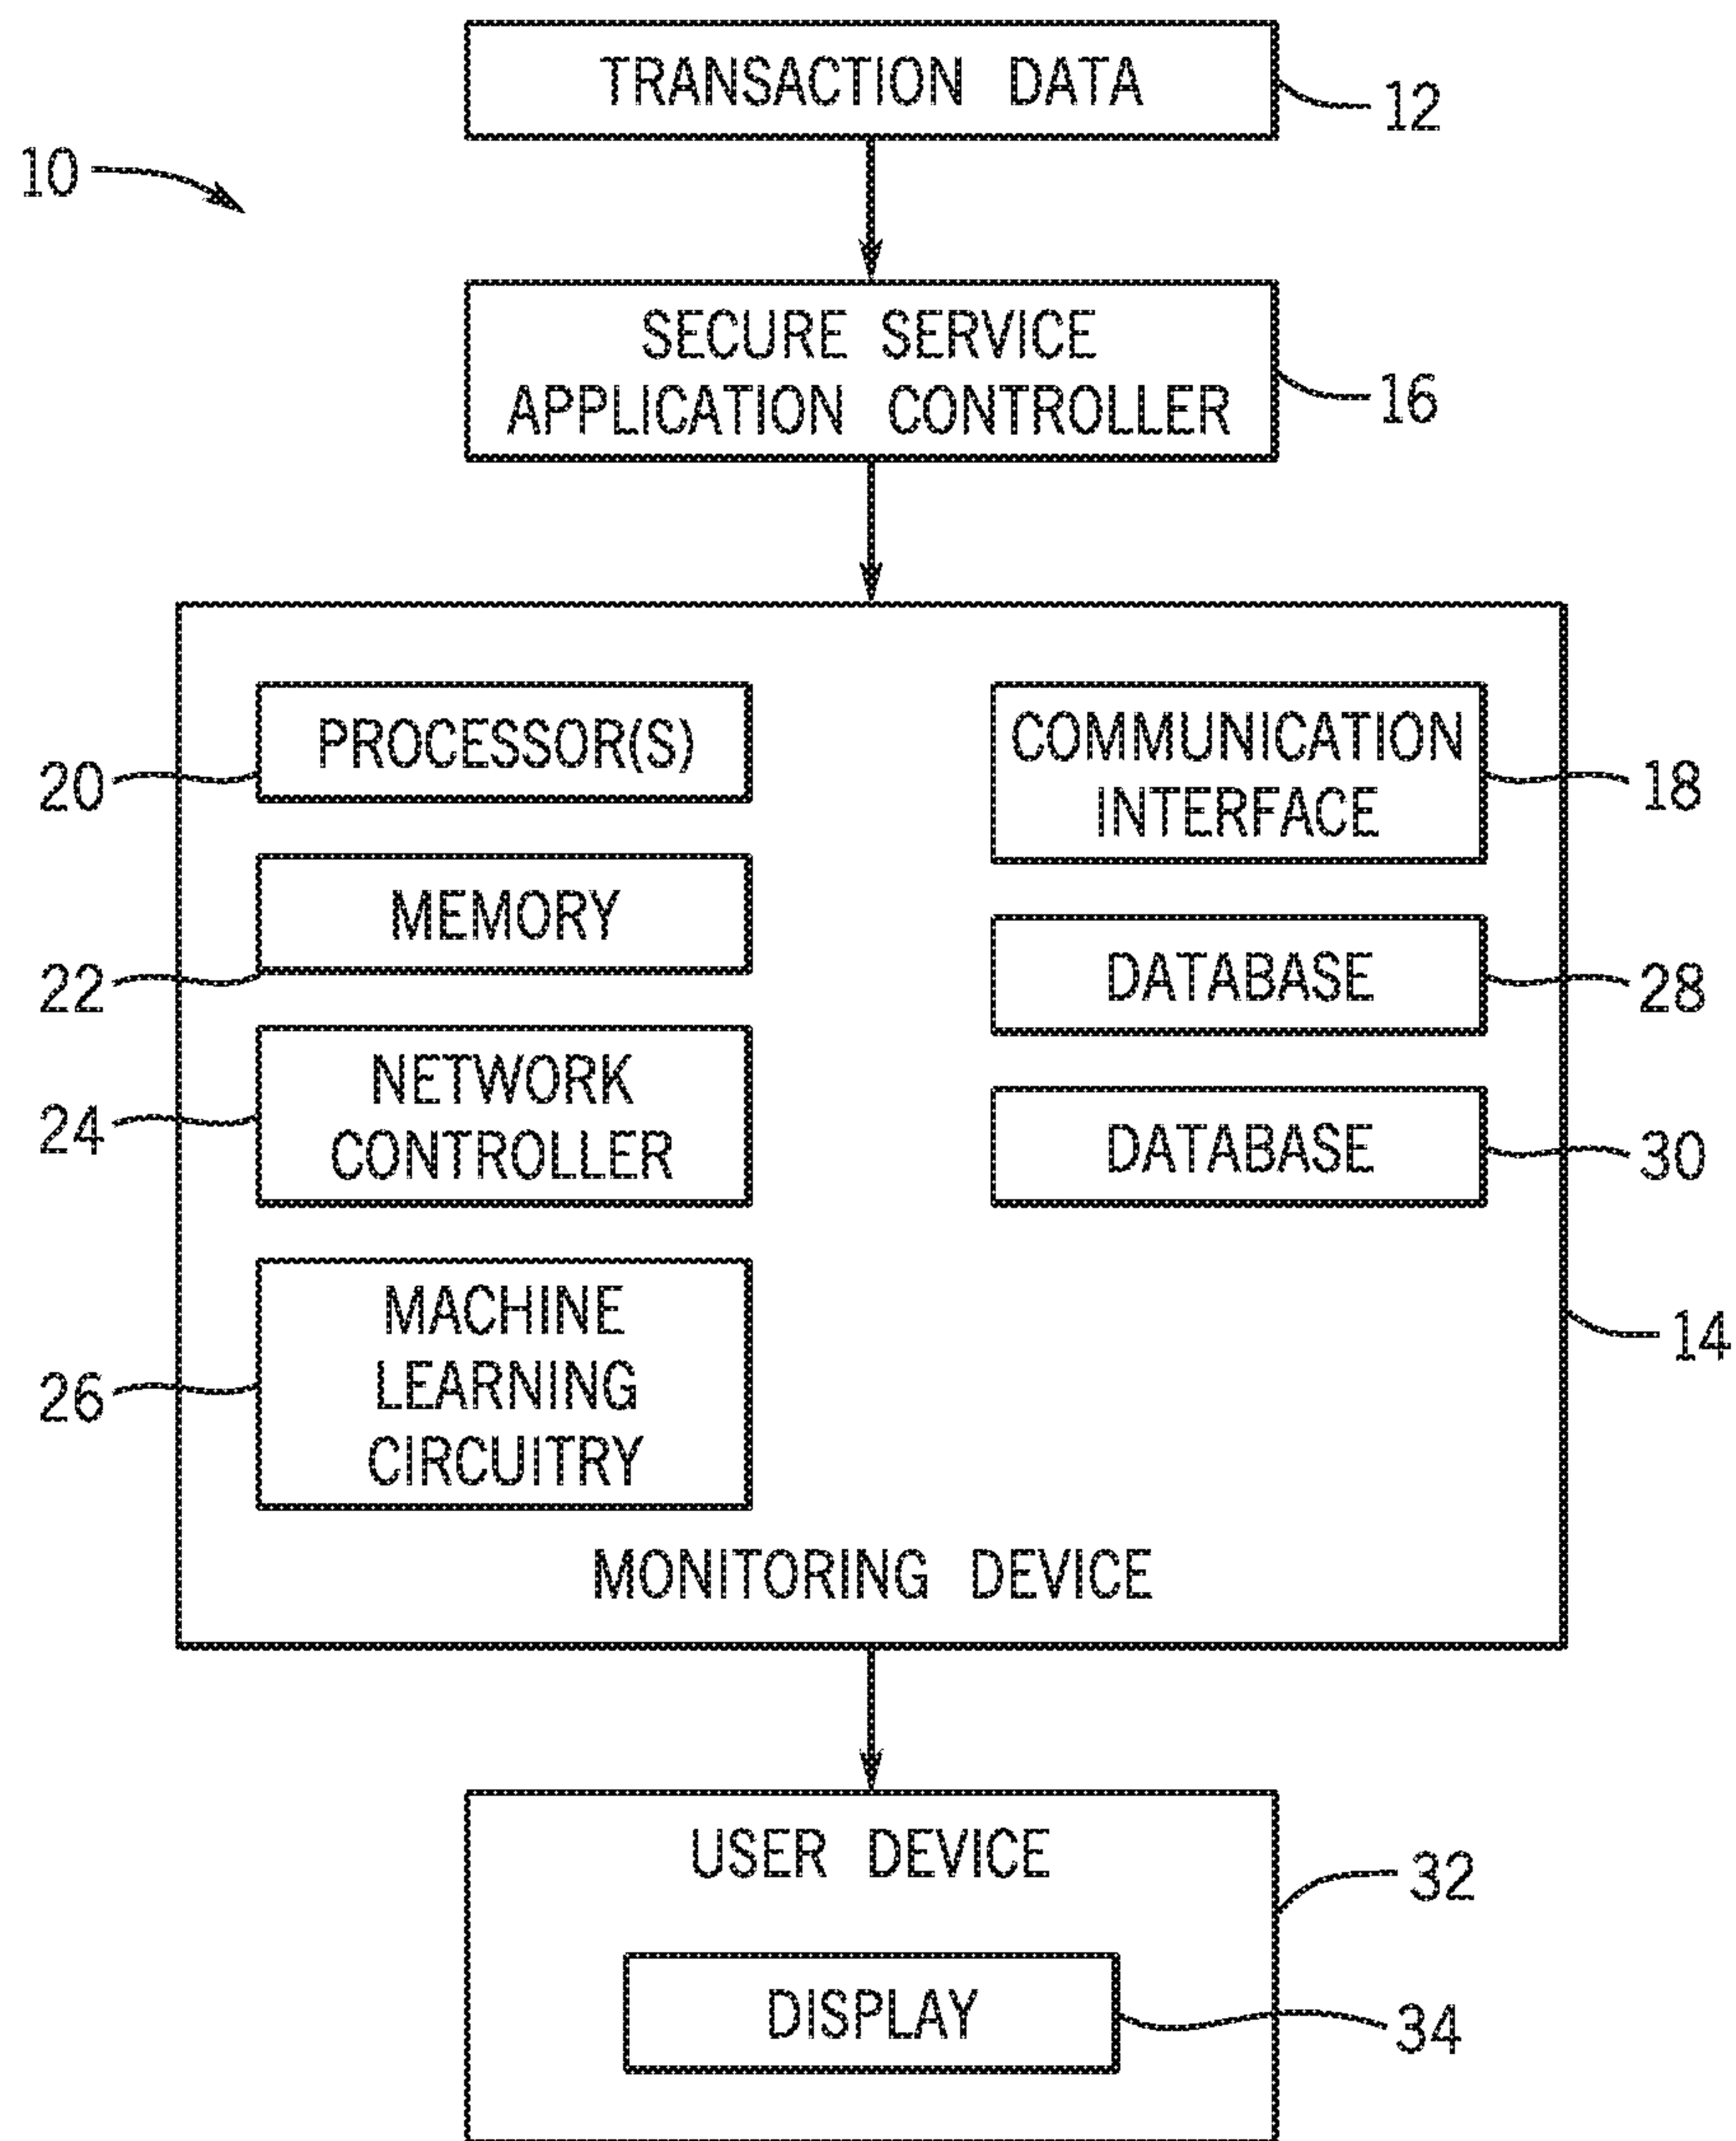 TRANSACTION DATA
12
10
SECURE SERVICE
APPLICATION CONTROLLER
16
PROCESSOR(S)
20
COMMUNICATION
INTERFACE
18
MEMORY
22
DATABASE
28
NETWORK
CONTROLLER
24
DATABASE
30
MACHINE
LEARNING
CIRCUITRY
26
14
MONITORING DEVICE
USER DEVICE
32
DISPLAY
34